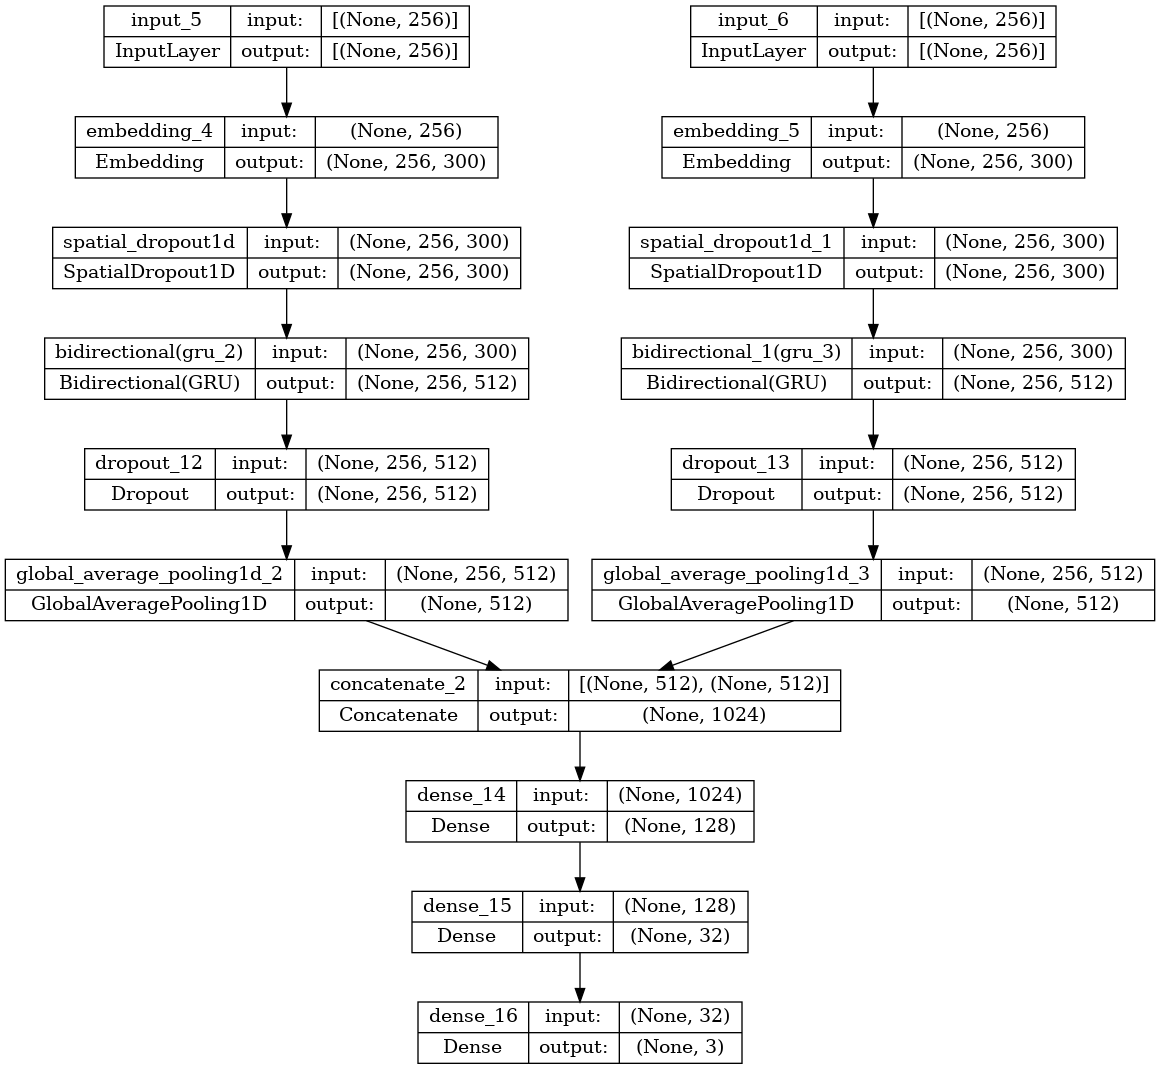 input_5 input: [(None, 256)]
InputLayer output: [(None, 256)]
input_6 input: [(None, 256)]
InputLayer output: [(None, 256)]
embedding_4 input: (None, 256)
Embedding output: (None, 256, 300)
embedding_5 input: (None, 256)
Embedding output: (None, 256, 300)
spatial_dropout1d input: (None, 256, 300)
SpatialDropout1D output: (None, 256, 300)
spatial_dropout1d_1 input: (None, 256, 300)
SpatialDropout1D output: (None, 256, 300)
bidirectional(gru_2) input: (None, 256, 300)
Bidirectional(GRU) output: (None, 256, 512)
bidirectional_1(gru_3) input: (None, 256, 300)
Bidirectional(GRU) output: (None, 256, 512)
dropout_12 input: (None, 256, 512)
Dropout output: (None, 256, 512)
dropout_13 input: (None, 256, 512)
Dropout output: (None, 256, 512)
global_average_pooling1d_2 input: (None, 256, 512)
GlobalAveragePooling1D output: (None, 512)
global_average_pooling1d_3 input: (None, 256, 512)
GlobalAveragePooling1D output: (None, 512)
concatenate_2 input: [(None, 512), (None, 512)]
Concatenate output: (None, 1024)
dense_14 input: (None, 1024)
Dense output: (None, 128)
dense_15 input: (None, 128)
Dense output: (None, 32)
dense_16 input: (None, 32)
Dense output: (None, 3)